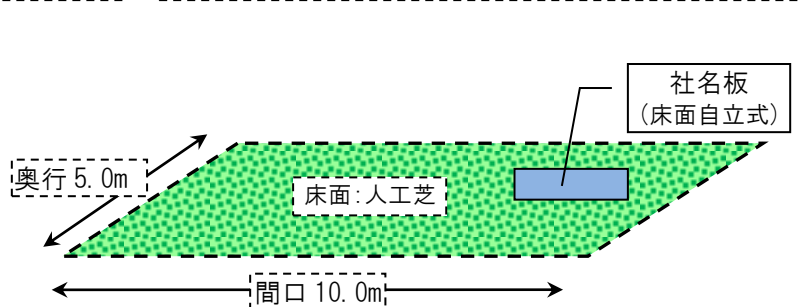 社名板
(床面自立式)
奥行 5.0m
床面:人工芝
間口 10.0m